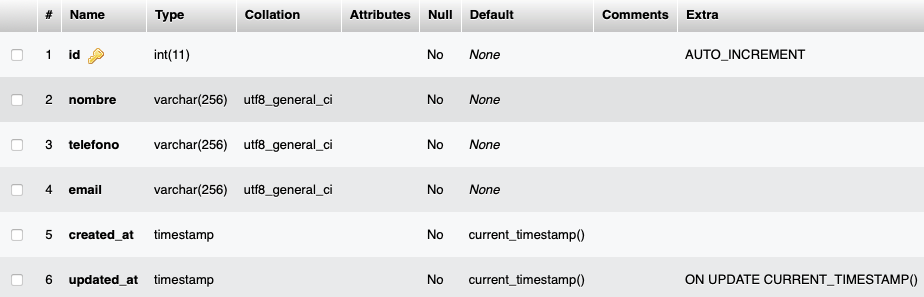 # Name Type Collation Attributes Null Default Comments Extra
1 id int(11) No None AUTO_INCREMENT
2 nombre varchar(256) utf8_general_ci No None
3 telefono varchar(256) utf8_general_ci No None
4 email varchar(256) utf8_general_ci No None
5 created_at timestamp No current_timestamp()
6 updated_at timestamp No current_timestamp() ON UPDATE CURRENT_TIMESTAMP()